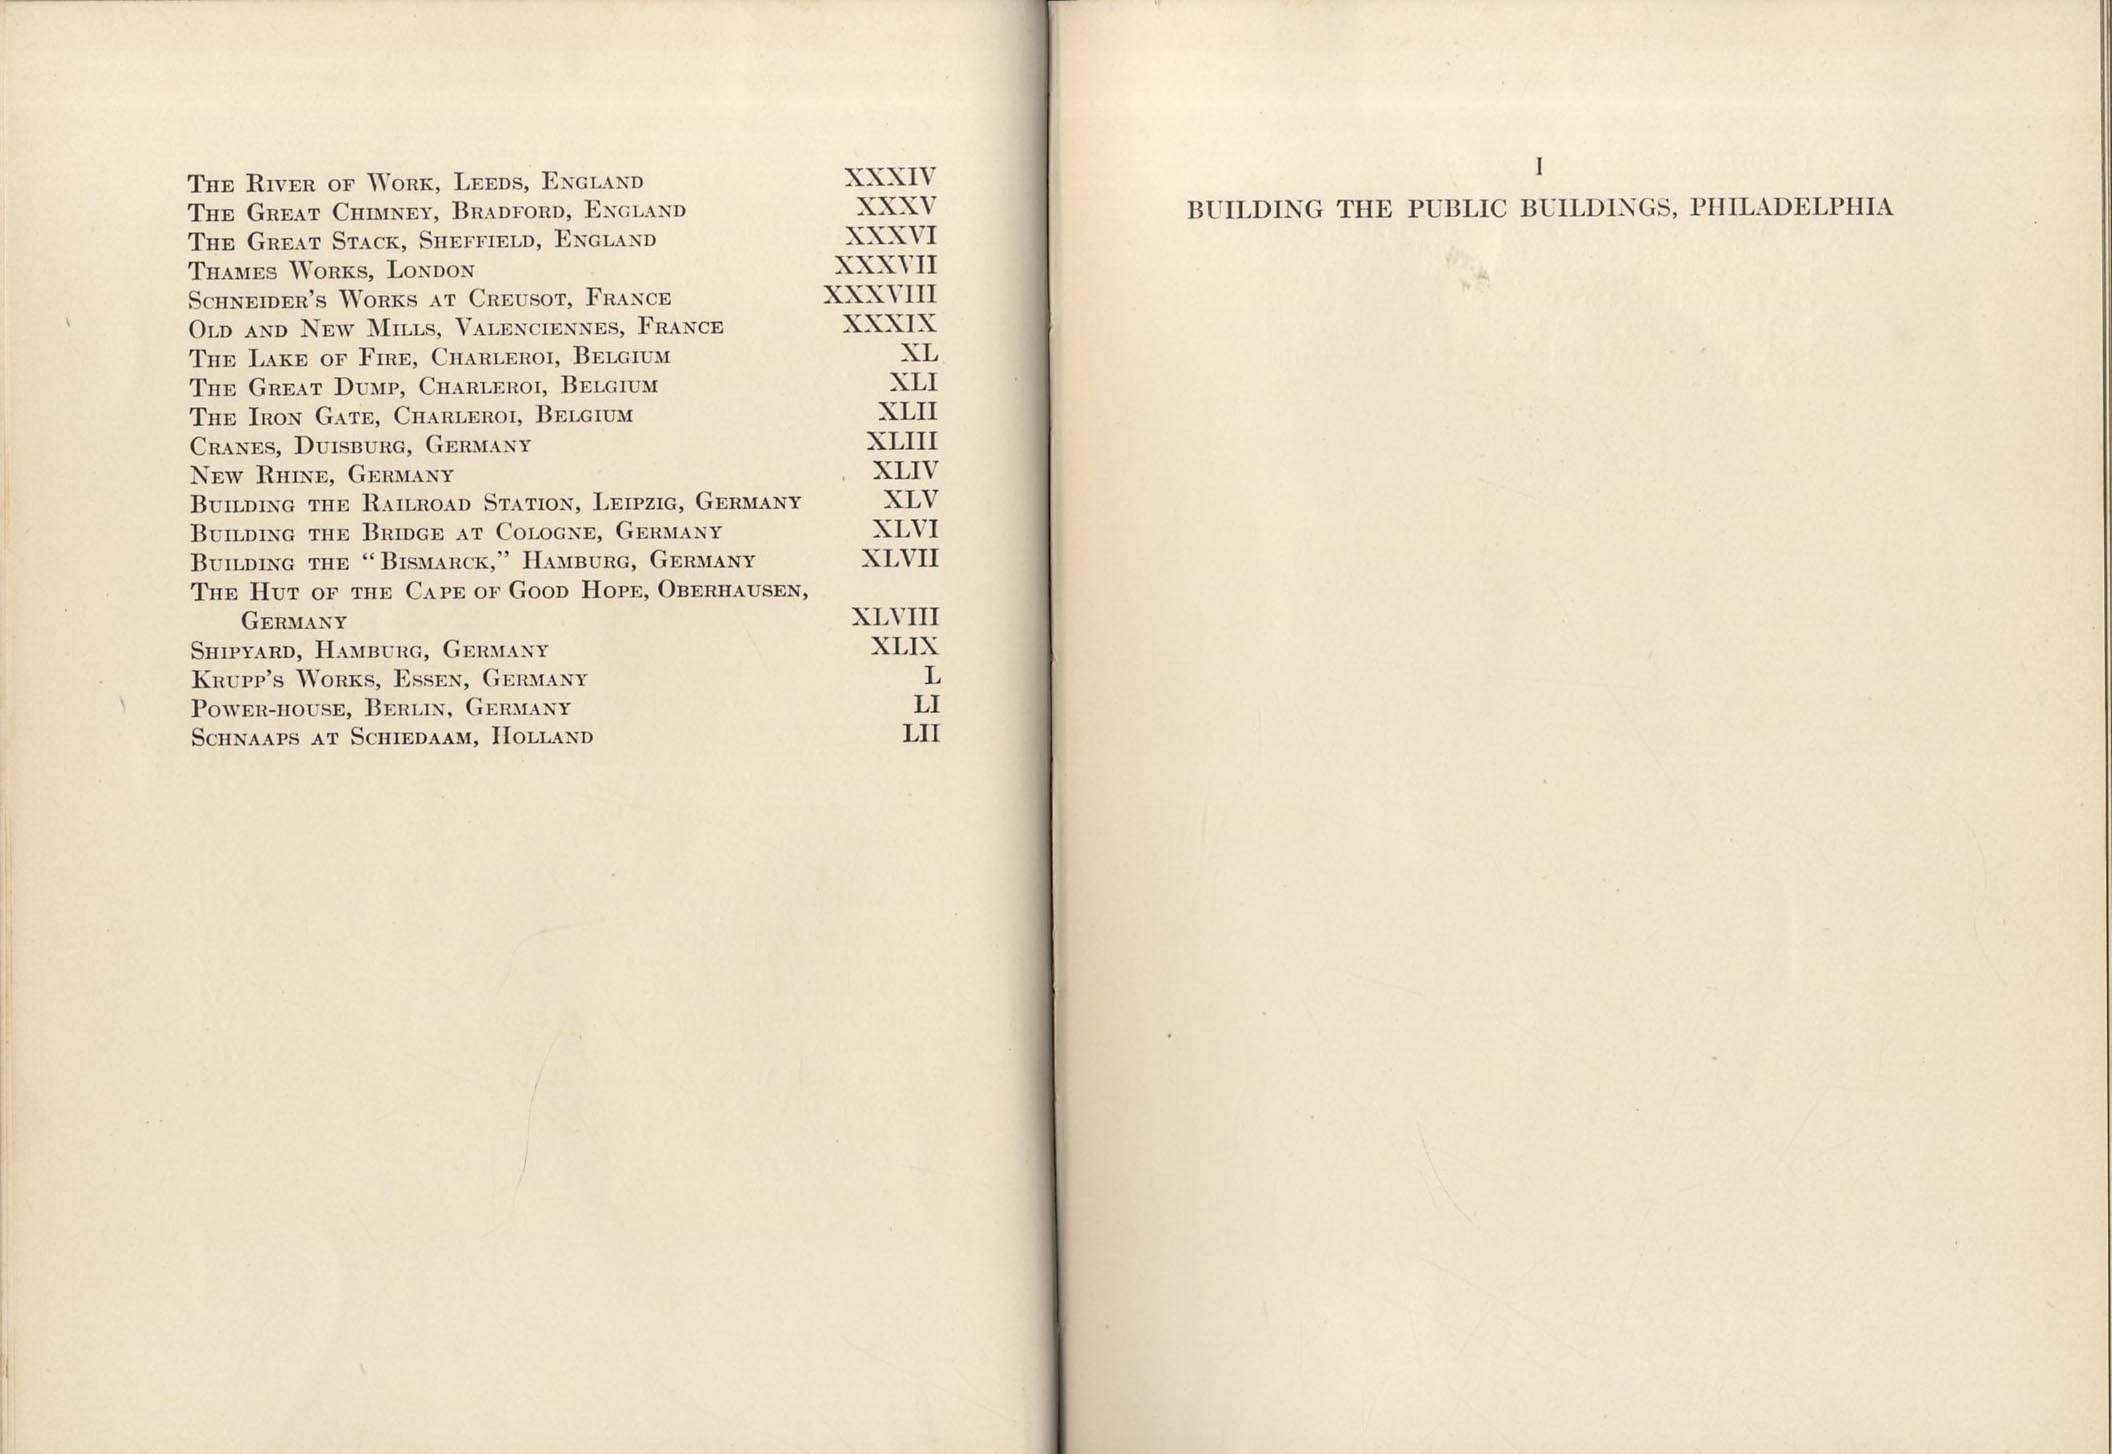 The River of Work, Leeds, England XXXIV
The Great Chimney, Bradford, England XXXV
The Great Stack, Sheffield, England XXXVI
Thames Works, London XXXVII
Schneider's Works at Creusot, France XXXVIII
Old and New Mills, Valenciennes, France XXXIX
The Lake of Fire, Charleroi, Belgium XL
The Great Dump, Charleroi, Belgium XLI
The Iron Gate, Charleroi, Belgium XLII
Cranes, Duisburg, Germany XLIII
New Rhine, Germany XLIV
Building the Railroad Station, Leipzig, Germany XLV
Building the Bridge at Cologne, Germany XLVI
Building the "Bismarck," Hamburg, Germany XLVII
The Hut of the Cape of Good Hope, Oberhausen,
Germany XLVIII
Shipyard, Hamburg, Germany XLIX
Krupp's Works, Essen, Germany L
Power-house, Berlin, Germany LI
Schnaaps at Schiedaam, Holland LII
I
BUILDING THE PUBLIC BUILDINGS, PHILADELPHIA